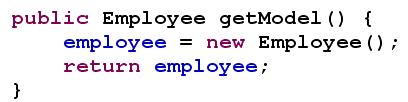 public Employee getModel() {
    employee = new Employee();
    return employee;
}